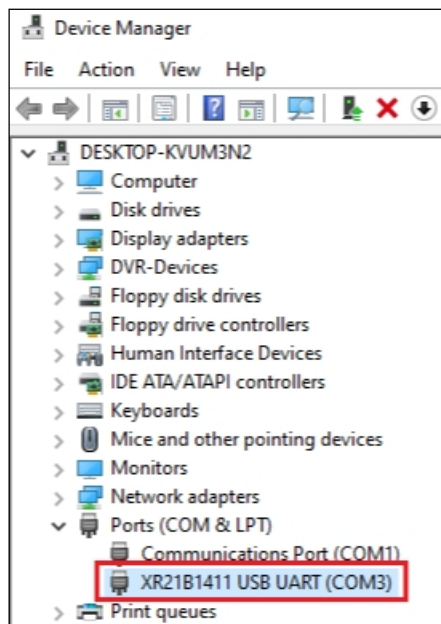 Device Manager
File Action View Help
DESKTOP-KVUM3N2
Computer
Disk drives
Display adapters
DVR-Devices
Floppy disk drives
Floppy drive controllers
Human Interface Devices
IDE ATA/ATAPI controllers
Keyboards
Mice and other pointing devices
Monitors
Network adapters
Ports (COM & LPT)
Communications Port (COM1)
XR21B1411 USB UART (COM3)
Print queues